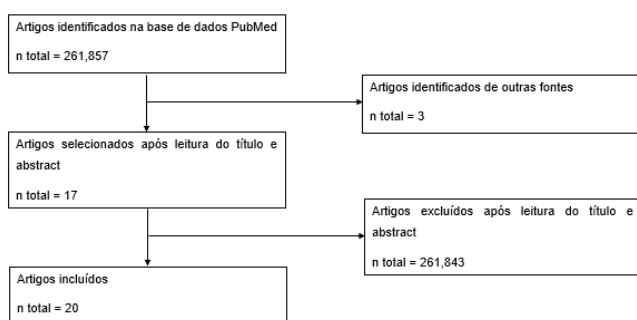 Artigos identificados na base de dados PubMed
n total = 261,857
Artigos identificados de outras fontes
n total = 3
Artigos selecionados após leitura do título e
abstract
n total = 17
Artigos excluídos após leitura do título e
abstract
n total = 261,843
Artigos incluídos
n total = 20